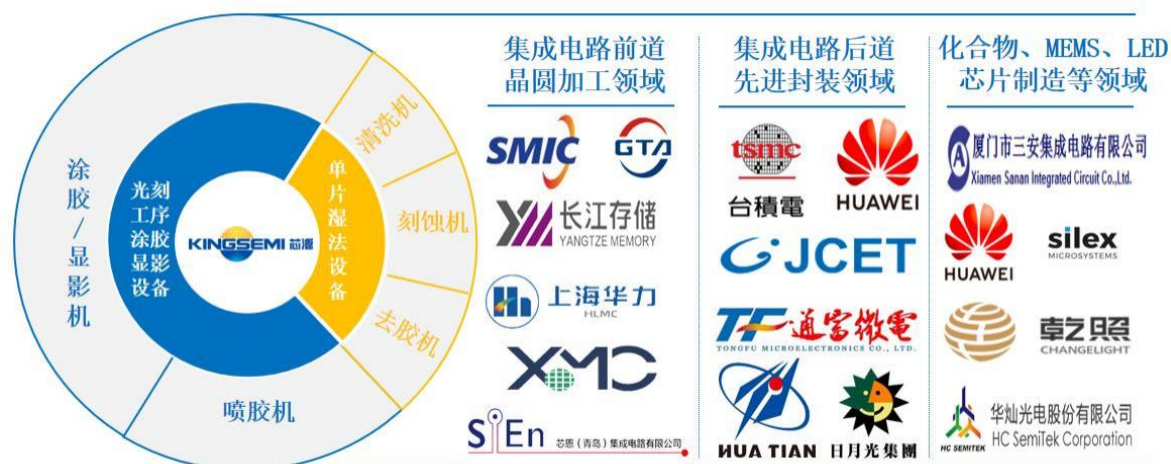 涂胶/显影机
喷胶机
清洗机
刻蚀机
去胶机
光刻
工序
涂胶
显影
设备
单片湿法设备
KINGSEMI 芯源
集成电路前道
晶圆加工领域
SMIC
GTA
长江存储
YANGTZE MEMORY
上海华力
HLMC
XMC
SiEn 芯恩(青岛)集成电路有限公司
集成电路后道
先进封装领域
tsmc
台積電
HUAWEI
JCET
TF 通富微電
TONGFU MICROELECTRONICS CO., LTD.
HUA TIAN
日月光集團
化合物、MEMS、LED
芯片制造等领域
厦门市三安集成电路有限公司
Xiamen Sanan Integrated Circuit Co.,Ltd.
HUAWEI
silex
MICROSYSTEMS
乾照
CHANGELIGHT
HC SEMITEK
华灿光电股份有限公司
HC SemiTek Corporation